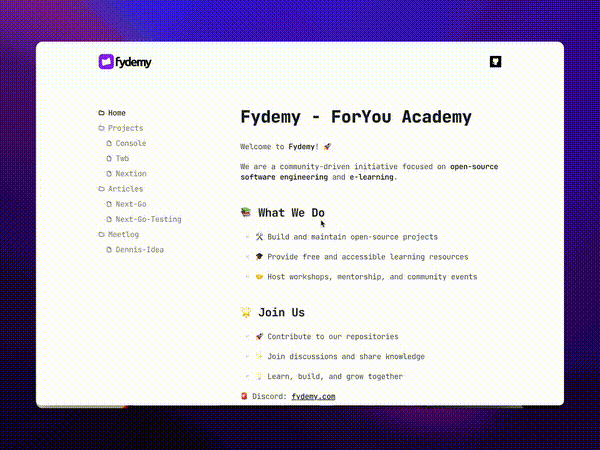 fydemy
Home
Projects
Console
Twb
Nextion
Articles
Next-Go
Next-Go-Testing
Meetlog
Dennis-Idea
Fydemy - ForYou Academy
Welcome to Fydemy! 🚀
We are a community-driven initiative focused on open-source
software engineering and e-learning.
📚 What We Do
🛠 Build and maintain open-source projects
🎓 Provide free and accessible learning resources
🤝 Host workshops, mentorship, and community events
💡 Join Us
🚀 Contribute to our repositories
✨ Join discussions and share knowledge
💡 Learn, build, and grow together
Discord: fydemy.com